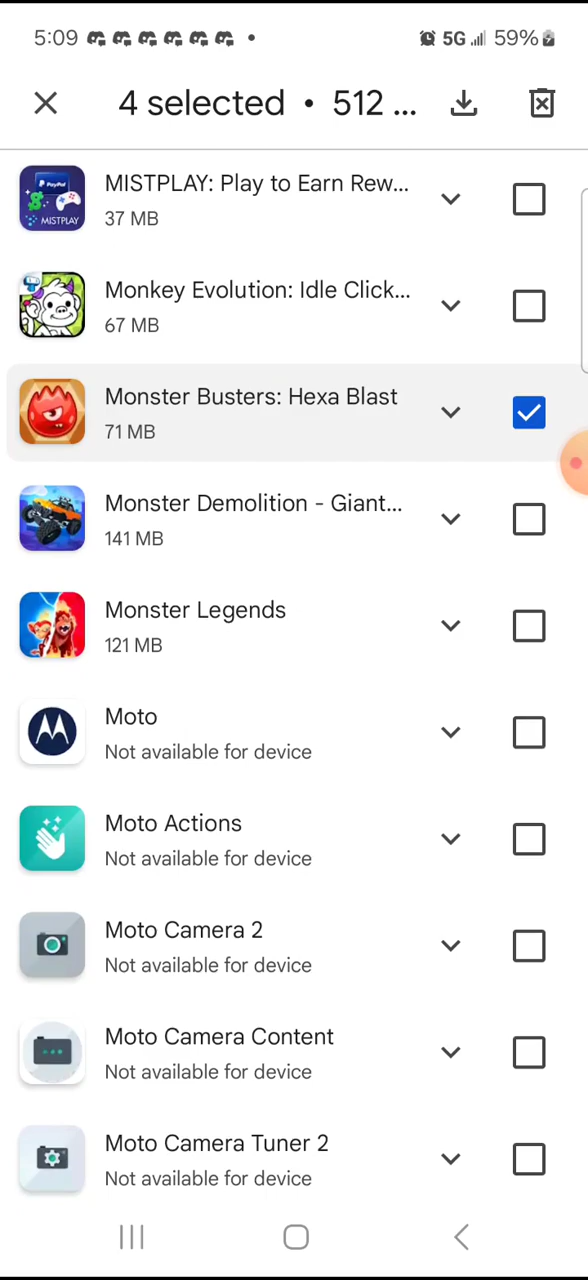 5:09 5G 59%
4 selected • 512 ...
MISTPLAY: Play to Earn Rew...
37 MB
PayPal
MISTPLAY
Monkey Evolution: Idle Click...
67 MB
Monster Busters: Hexa Blast
71 MB
Monster Demolition - Giant...
141 MB
Monster Legends
121 MB
Moto
Not available for device
Moto Actions
Not available for device
Moto Camera 2
Not available for device
Moto Camera Content
Not available for device
Moto Camera Tuner 2
Not available for device